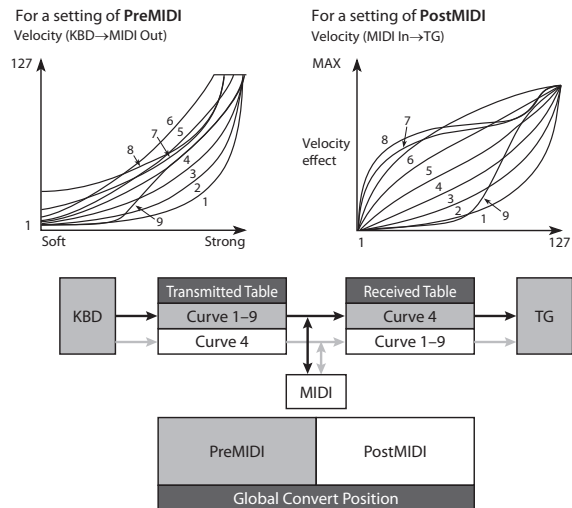 For a setting of PreMIDI
Velocity (KBD→MIDI Out)
127
1
Soft
Strong
6
7
5
8
4
3
2
1
9
For a setting of PostMIDI
Velocity (MIDI In→TG)
MAX
Velocity
effect
8
7
6
5
4
3
2
1
9
1
127
KBD
Transmitted Table
Curve 1–9
Curve 4
Received Table
Curve 4
Curve 1–9
TG
MIDI
PreMIDI
PostMIDI
Global Convert Position